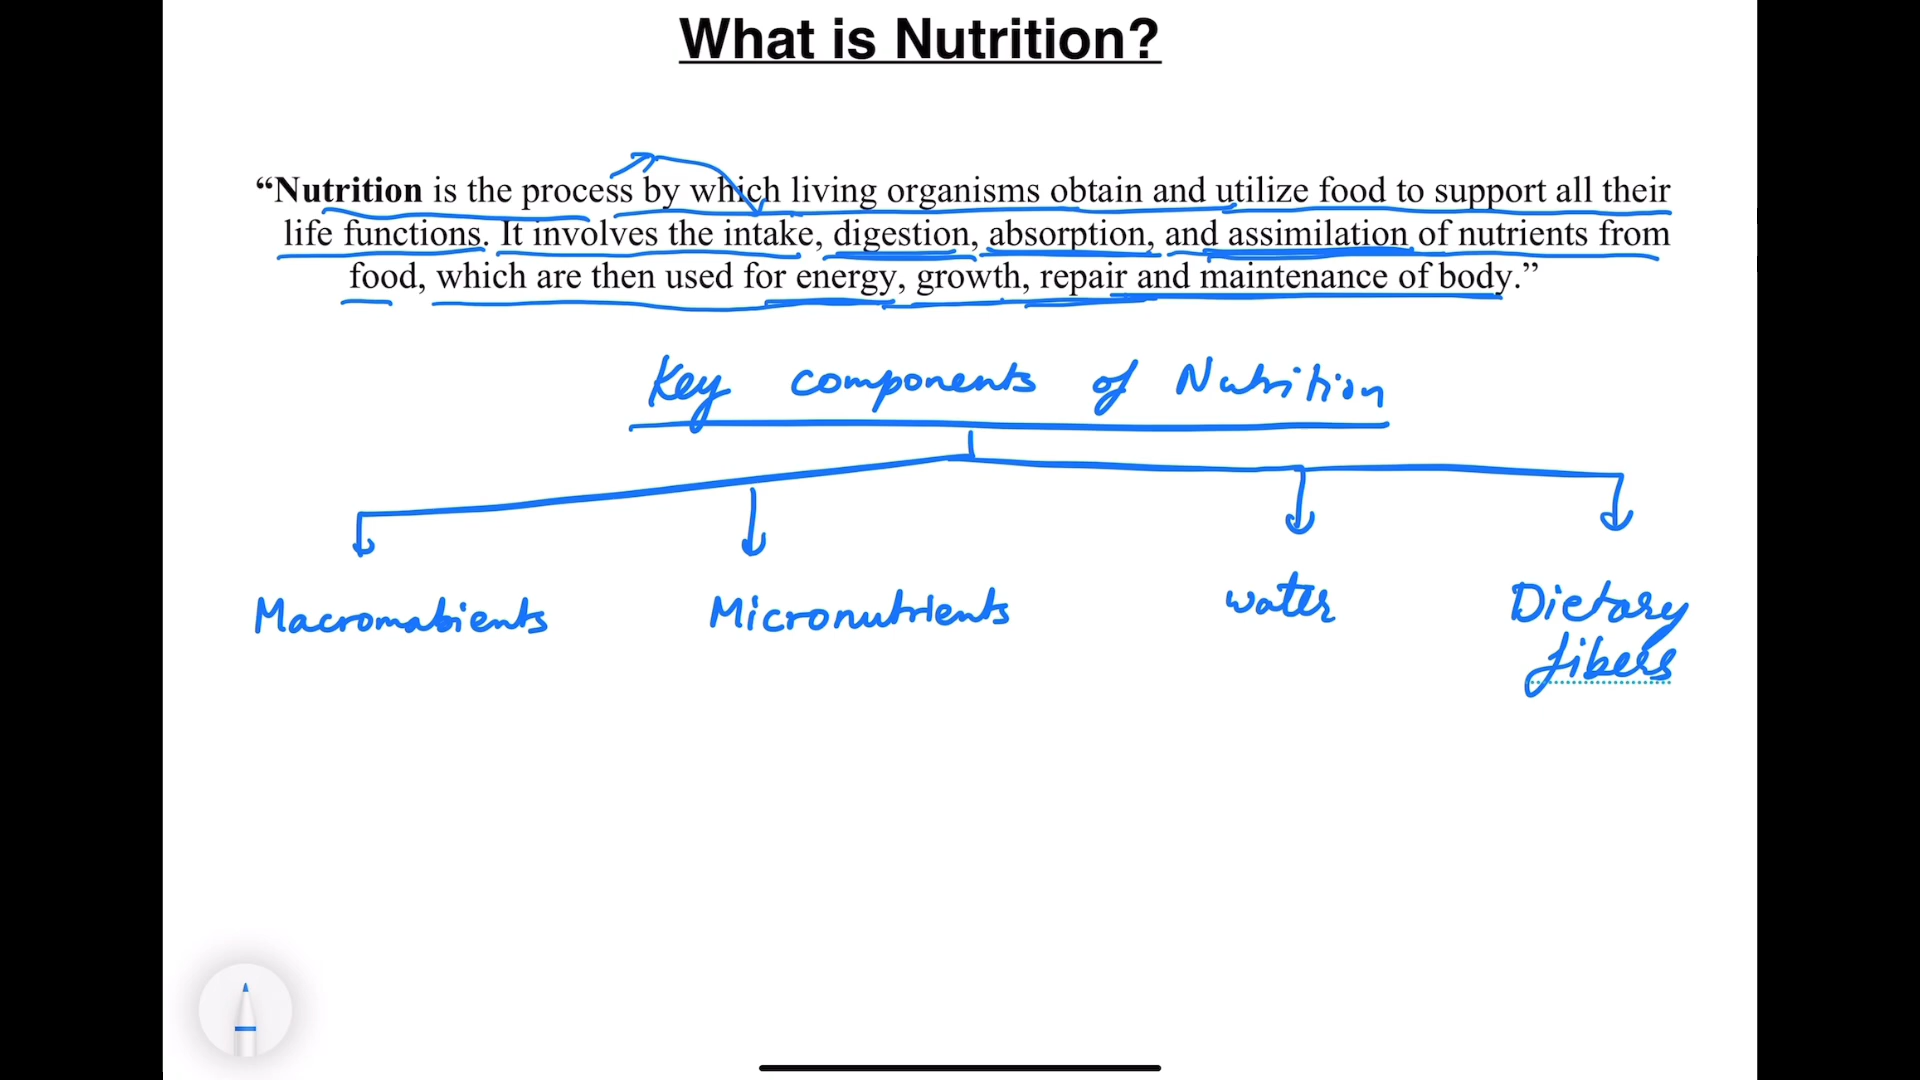 What is Nutrition?
“Nutrition is the process by which living organisms obtain and utilize food to support all their
life functions. It involves the intake, digestion, absorption, and assimilation of nutrients from
food, which are then used for energy, growth, repair and maintenance of body.”
Key components of Nutrition
Macronutrients Micronutrients water Dietary
fibers